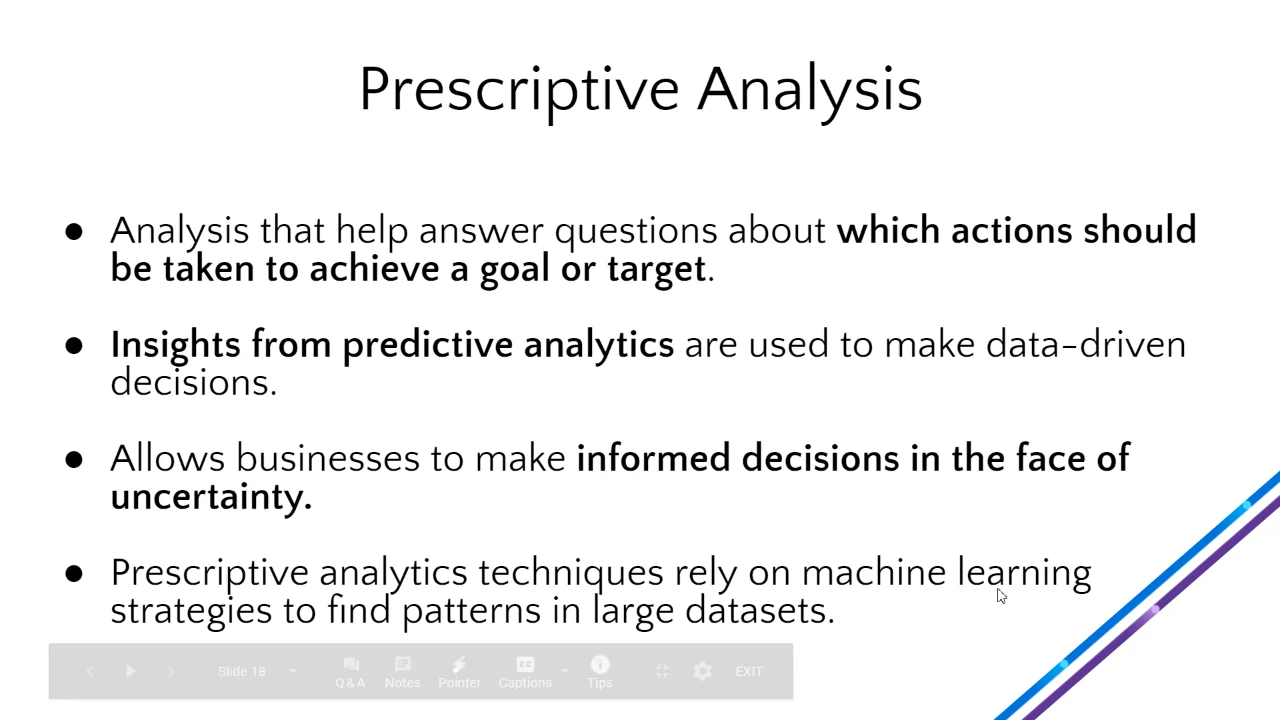 Prescriptive Analysis
● Analysis that help answer questions about which actions should
be taken to achieve a goal or target.
● Insights from predictive analytics are used to make data-driven
decisions.
● Allows businesses to make informed decisions in the face of
uncertainty.
● Prescriptive analytics techniques rely on machine learning
strategies to find patterns in large datasets.
Slide 18 Q&A Notes Pointer CC Captions Tips EXIT